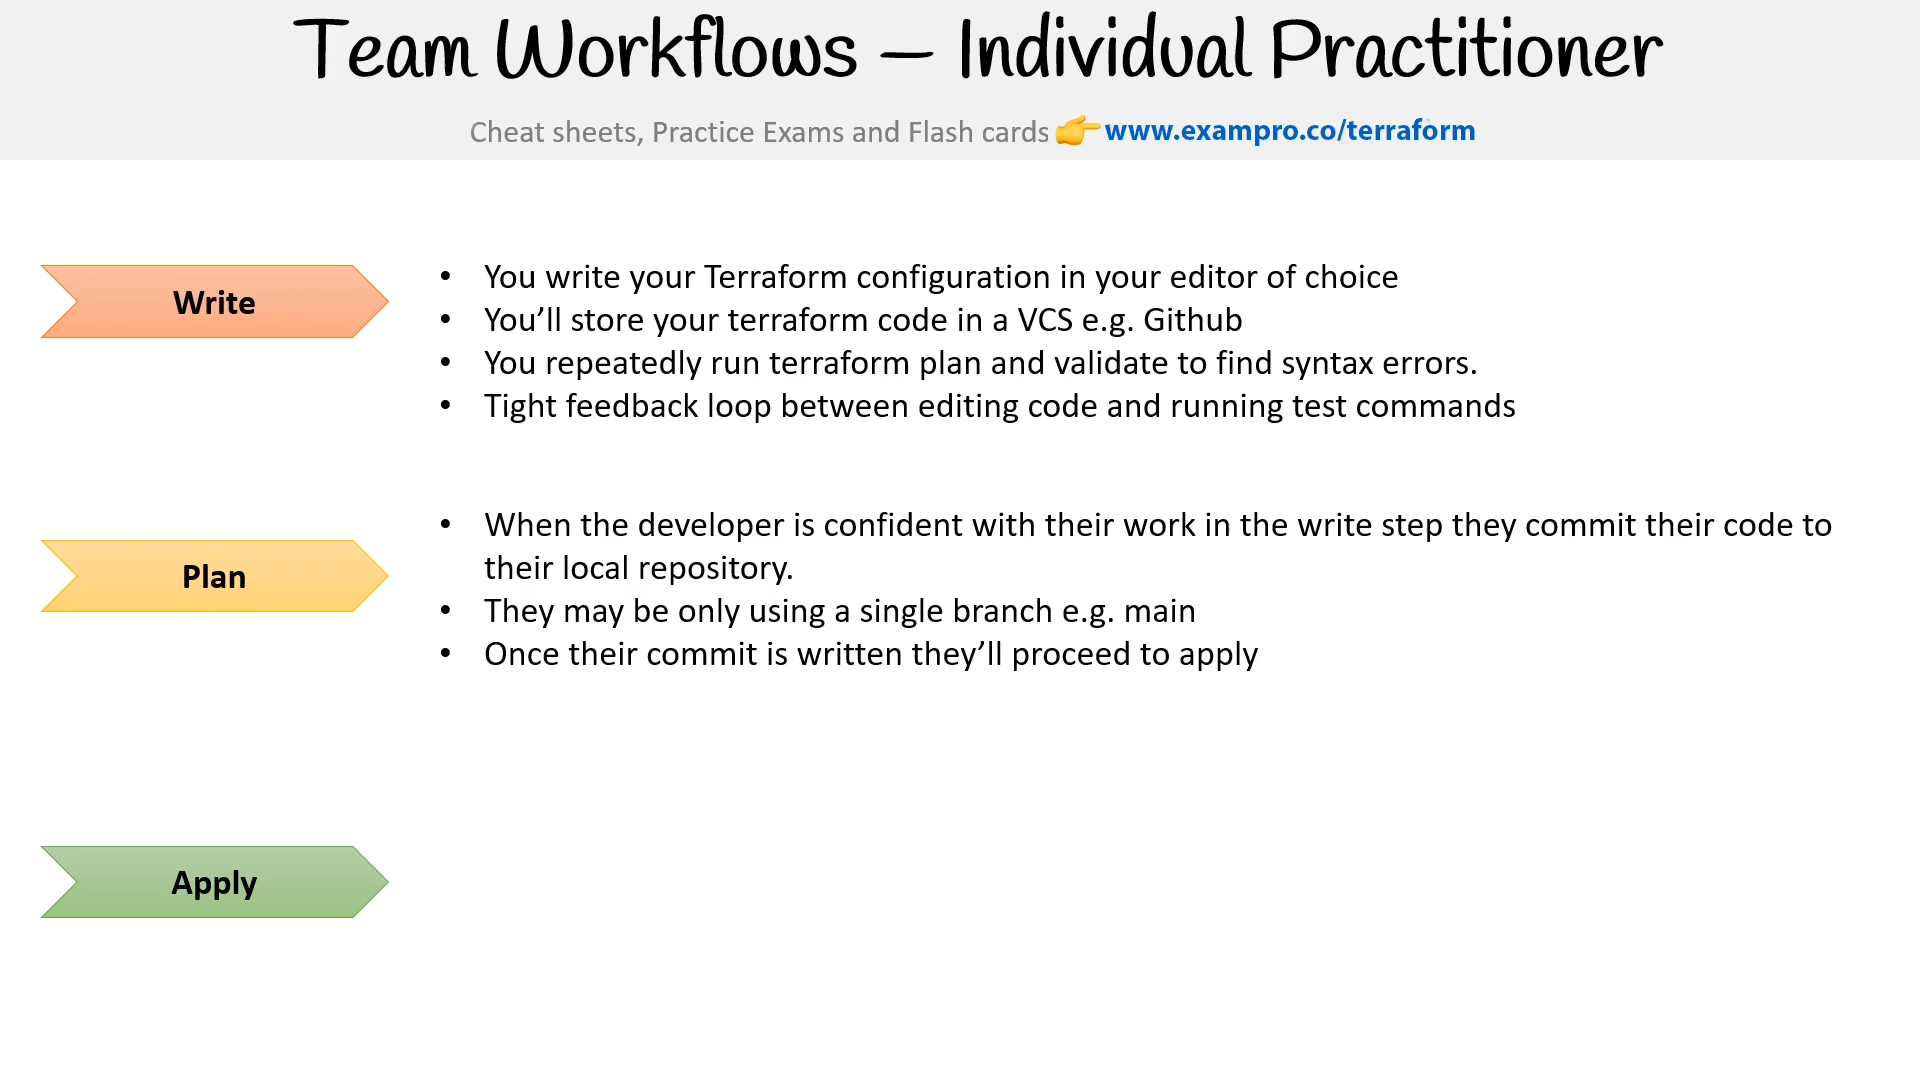 Team Workflows – Individual Practitioner
Cheat sheets, Practice Exams and Flash cards 👉www.exampro.co/terraform
Write
• You write your Terraform configuration in your editor of choice
• You’ll store your terraform code in a VCS e.g. Github
• You repeatedly run terraform plan and validate to find syntax errors.
• Tight feedback loop between editing code and running test commands
Plan
• When the developer is confident with their work in the write step they commit their code to
their local repository.
• They may be only using a single branch e.g. main
• Once their commit is written they’ll proceed to apply
Apply